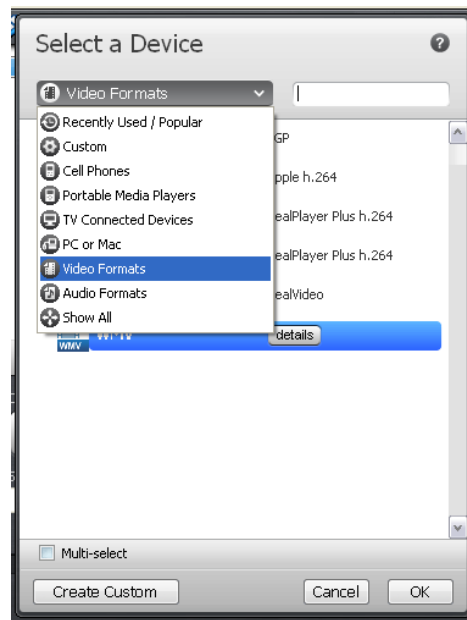 Select a Device
Video Formats
Recently Used / Popular
Custom
Cell Phones
Portable Media Players
TV Connected Devices
PC or Mac
Video Formats
Audio Formats
Show All
GP
pple h.264
ealPlayer Plus h.264
ealPlayer Plus h.264
ealVideo
WMV details
WMV
Multi-select
Create Custom Cancel OK